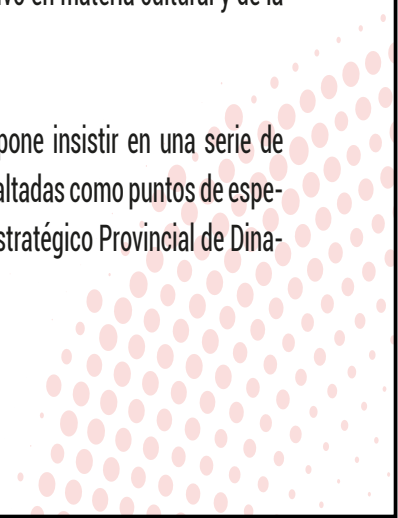 en materia cultural y de la
pone insistir en una serie de
altadas como puntos de espe-
stratégico Provincial de Dina-